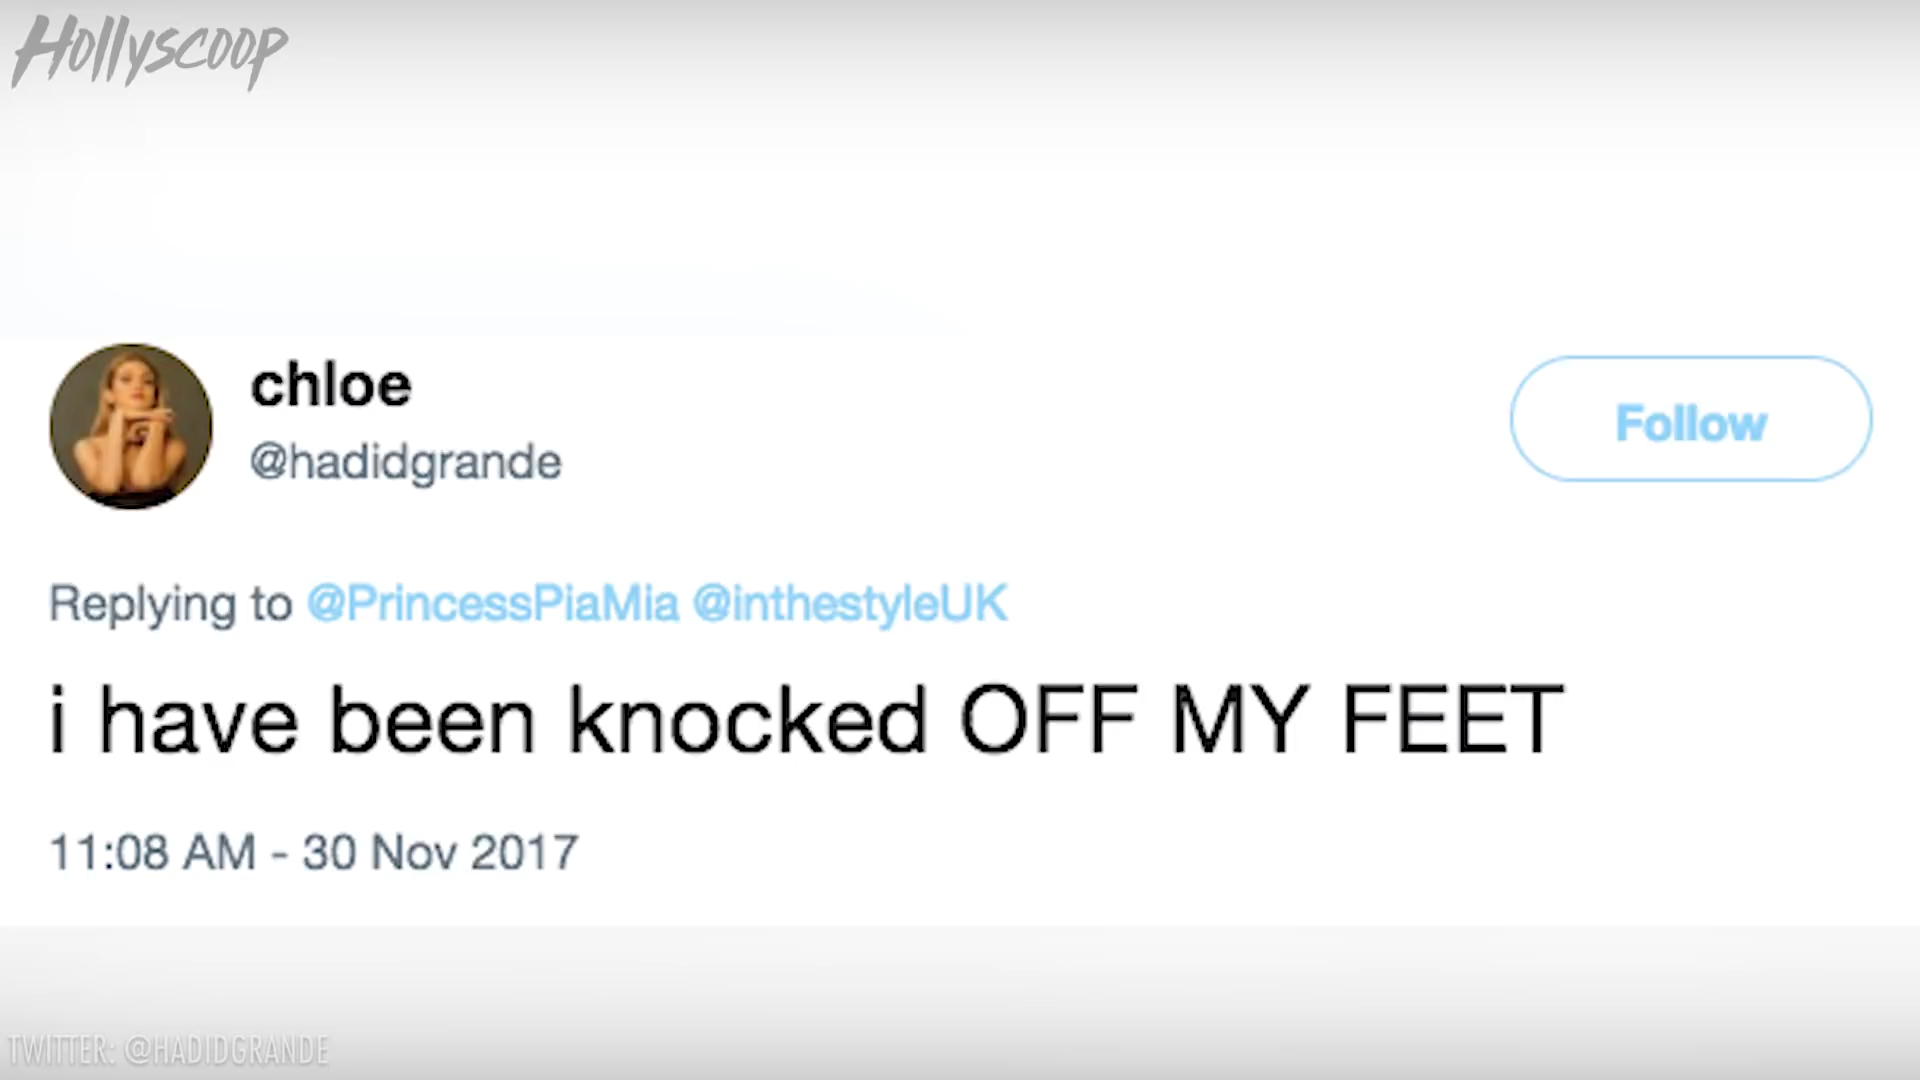 Hollyscoop
chloe
@hadidgrande
Follow
Replying to @PrincessPiaMia @inthestyleUK
i have been knocked OFF MY FEET
11:08 AM - 30 Nov 2017
TWITTER: @HADIDGRANDE